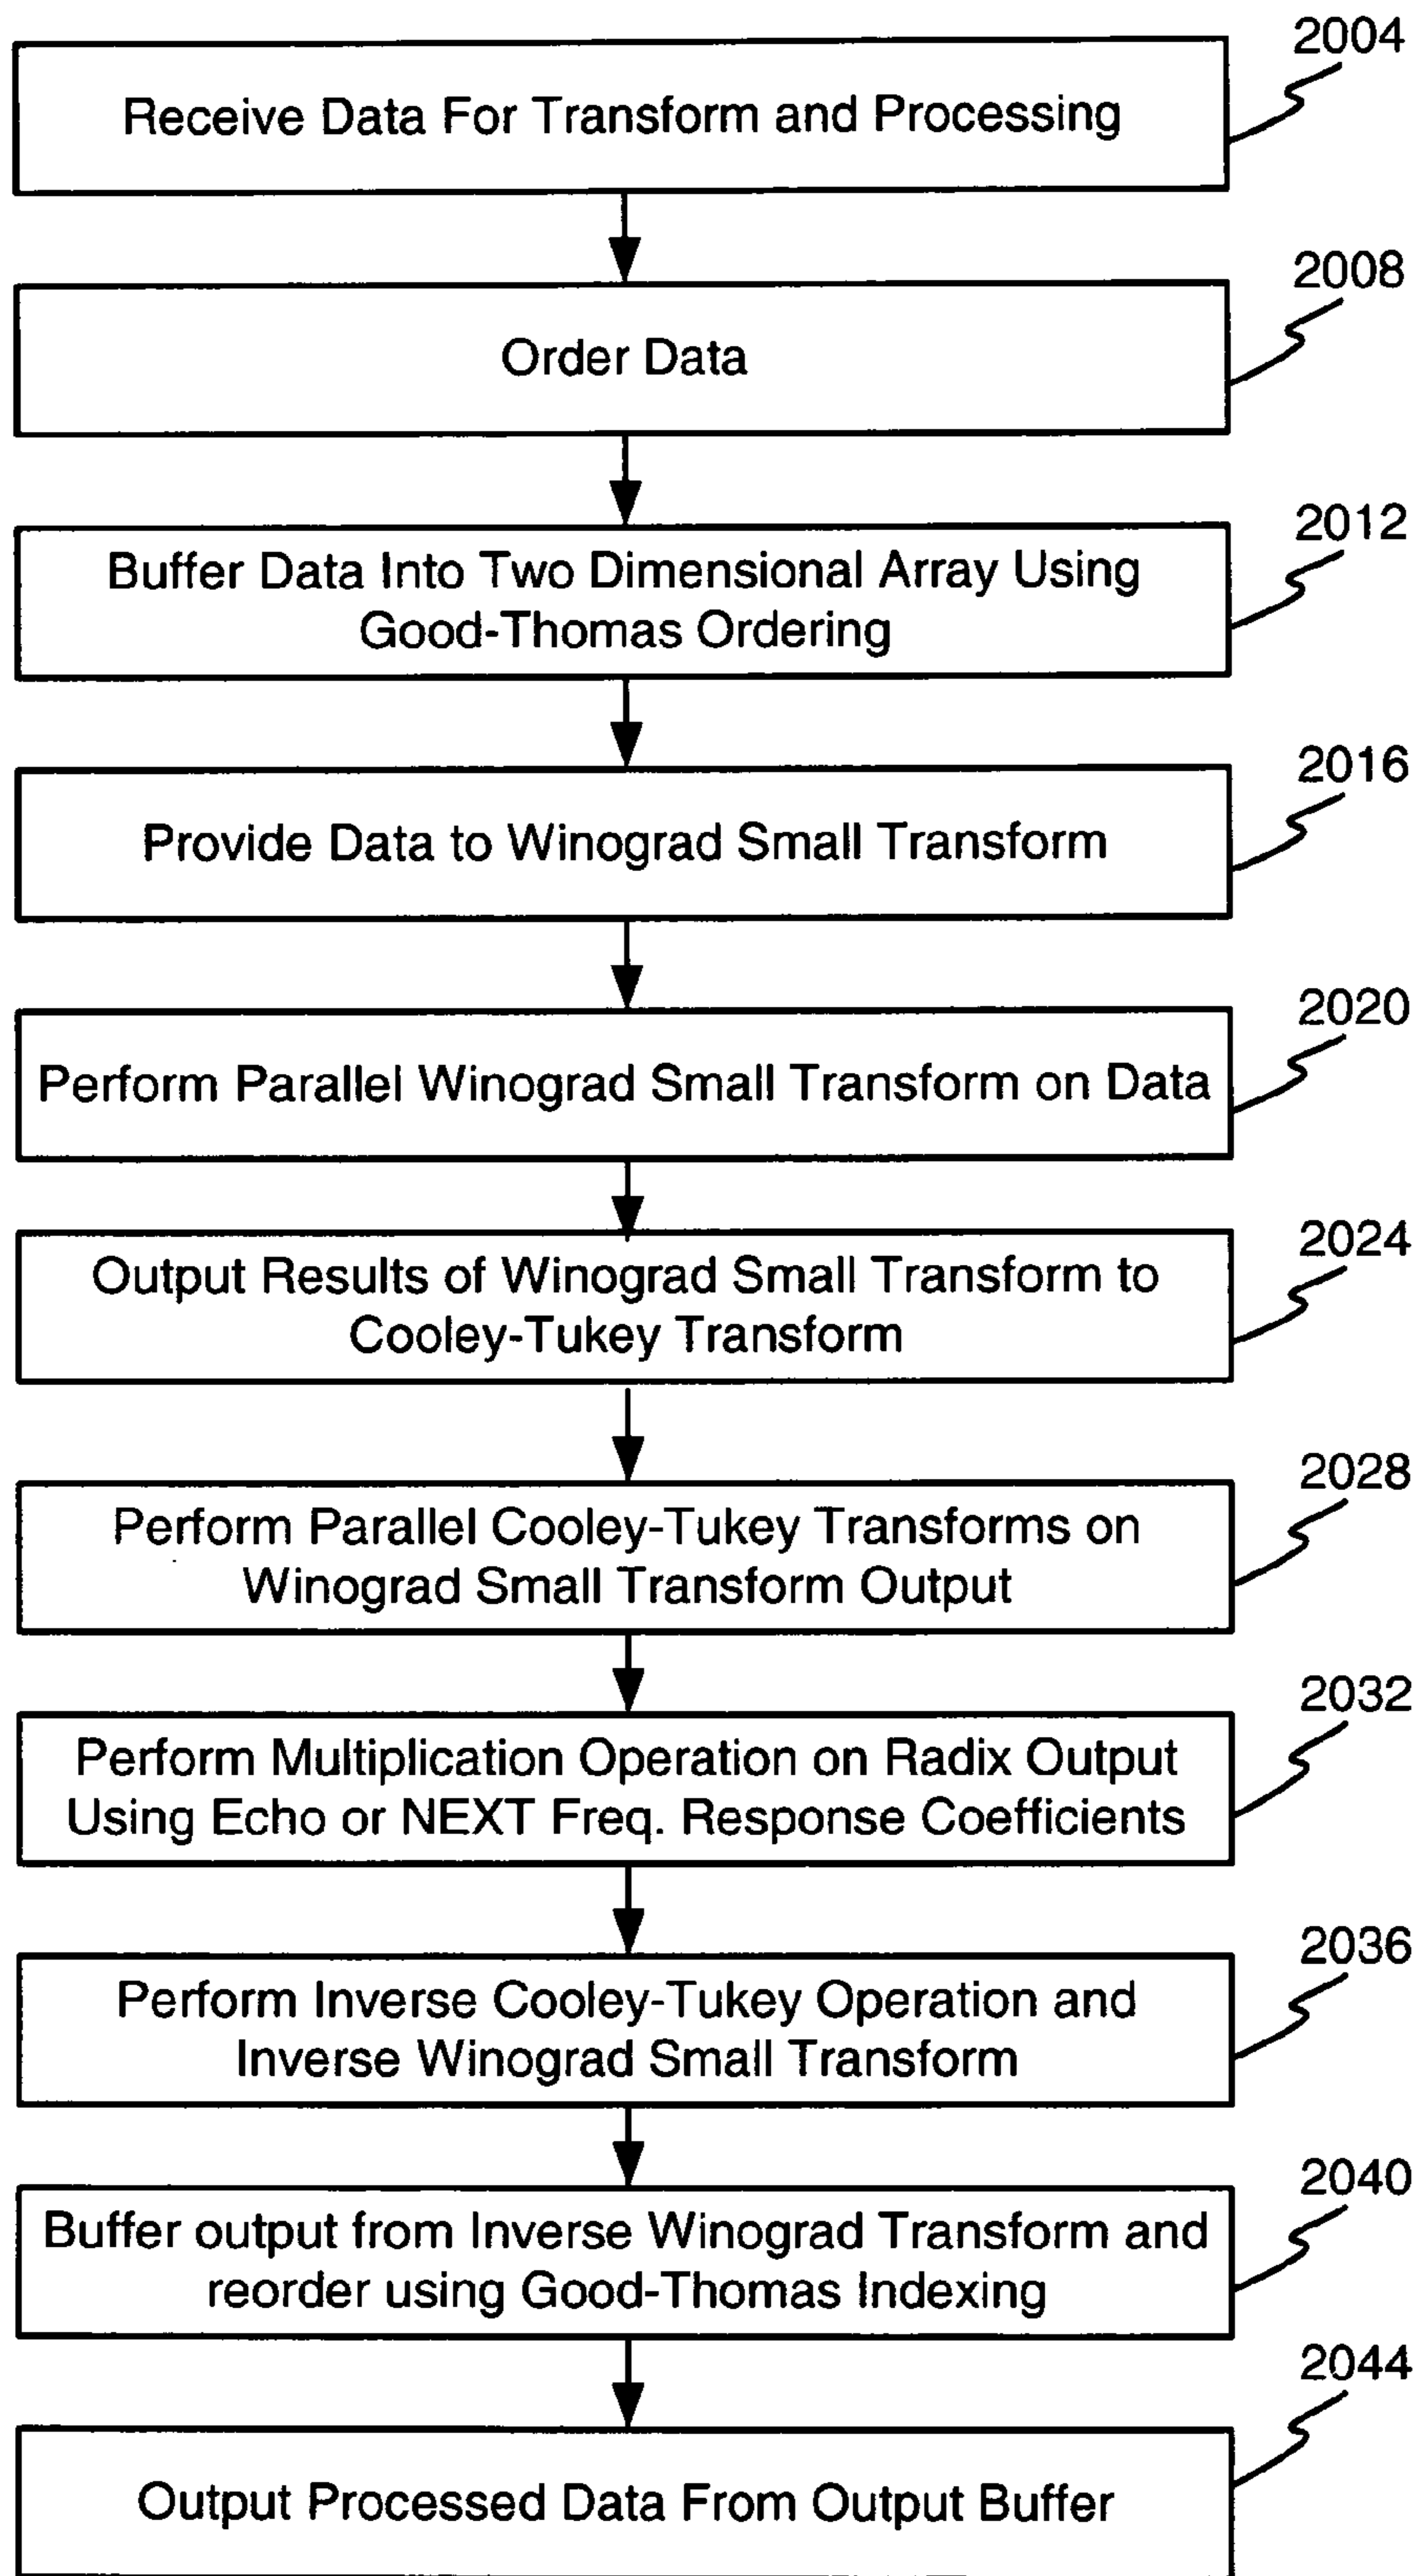 2004
Receive Data For Transform and Processing
2008
Order Data
2012
Buffer Data Into Two Dimensional Array Using
Good-Thomas Ordering
2016
Provide Data to Winograd Small Transform
2020
Perform Parallel Winograd Small Transform on Data
2024
Output Results of Winograd Small Transform to
Cooley-Tukey Transform
2028
Perform Parallel Cooley-Tukey Transforms on
Winograd Small Transform Output
2032
Perform Multiplication Operation on Radix Output
Using Echo or NEXT Freq. Response Coefficients
2036
Perform Inverse Cooley-Tukey Operation and
Inverse Winograd Small Transform
2040
Buffer output from Inverse Winograd Transform and
reorder using Good-Thomas Indexing
2044
Output Processed Data From Output Buffer